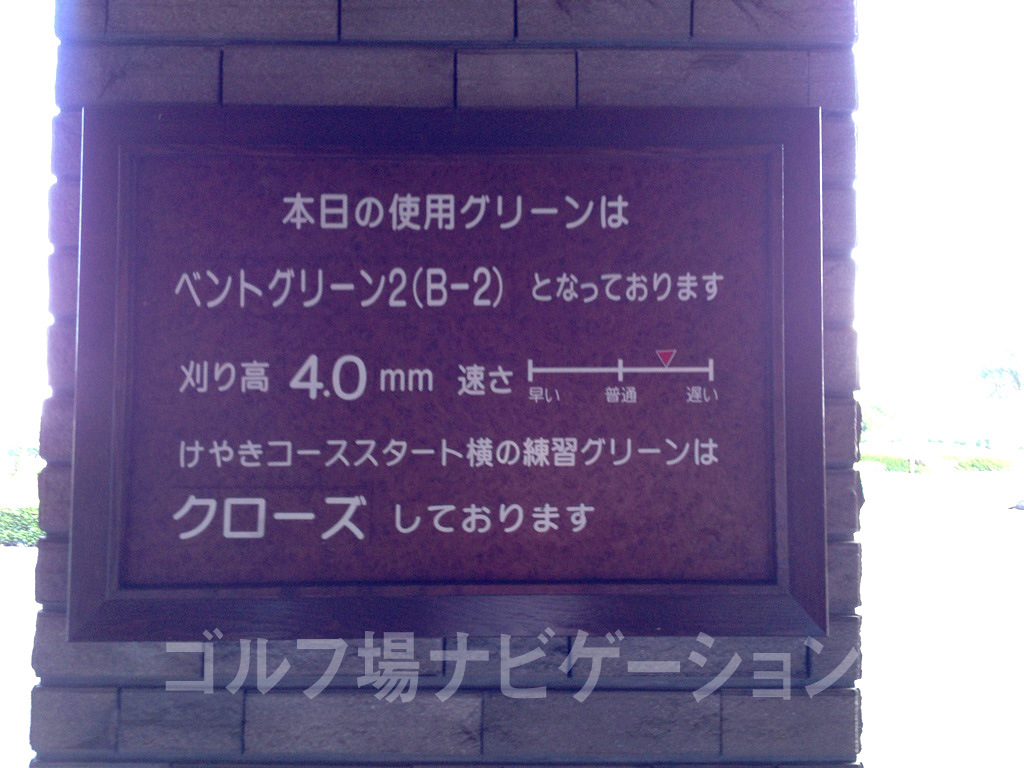 本日の使用グリーンは
ベントグリーン2(B-2) となっております
刈り高 4.0 mm 速さ
早い 普通 遅い
けやきコーススタート横の練習グリーンは
クローズ しております
ゴルフ場ナビゲーション